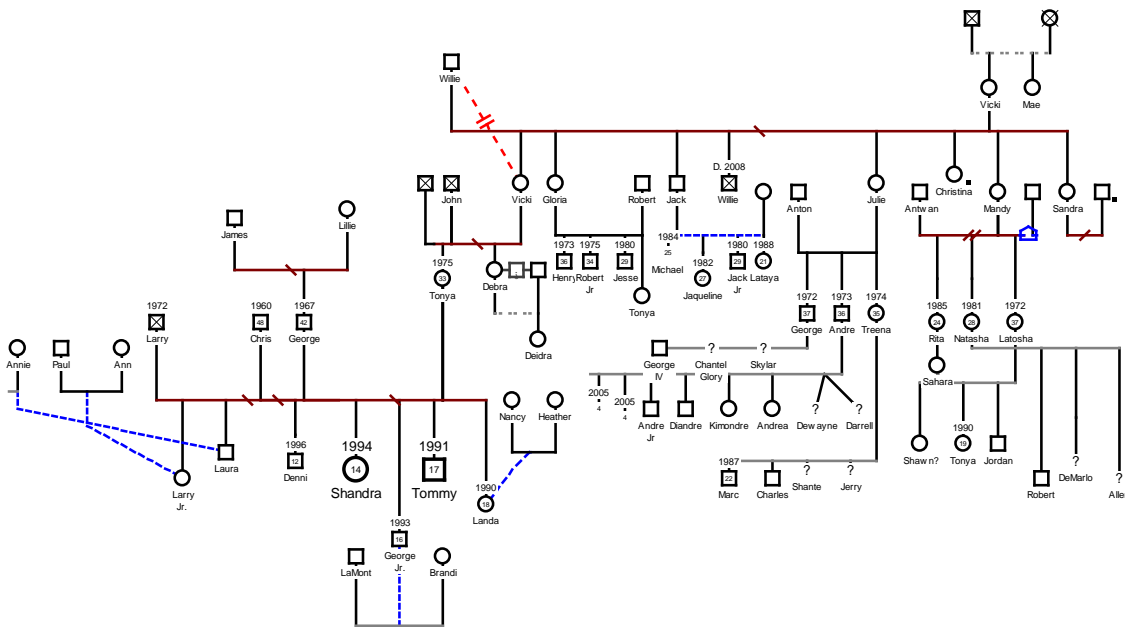 Willie
Vicki
Mae
D. 2008
John
Vicki
Gloria
Robert
Jack
Willie
Anton
Julie
Christina
Antwan
Mandy
Sandra
James
Lillie
1975
33
Tonya
Debra
Deidra
1973
36
Henry
1975
34
Robert
Jr
1980
29
Jesse
Tonya
1984
25
Michael
1982
27
Jaqueline
1980
29
Jack
Jr
1988
21
Lataya
1972
37
George
1973
36
Andre
1974
35
Treena
1985
24
Rita
1981
28
Natasha
1972
37
Latosha
Sahara
1972
Larry
1960
48
Chris
1967
42
George
Annie
Paul
Ann
George
IV
?
Chantel
Glory
?
Skylar
2005
4
2005
4
Andre
Jr
Diandre
Kimondre
Andrea
?
Dewayne
?
Darrell
Nancy
Heather
Laura
Larry
Jr.
1996
12
Denni
1994
14
Shandra
1991
17
Tommy
1990
18
Landa
1987
22
Marc
Charles
?
Shante
?
Jerry
Shawn?
1990
19
Tonya
Jordan
Robert
?
DeMarlo
?
Alle
1993
16
George
Jr.
LaMont
Brandi